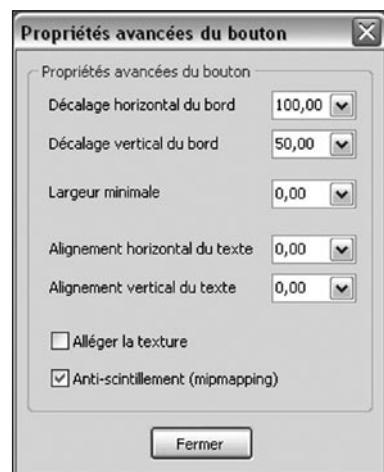 Propriétés avancées du bouton
Propriétés avancées du bouton
Décalage horizontal du bord 100,00
Décalage vertical du bord 50,00
Largeur minimale 0,00
Alignement horizontal du texte 0,00
Alignement vertical du texte 0,00
Alléger la texture
Anti-scintillement (mipmapping)
Fermer